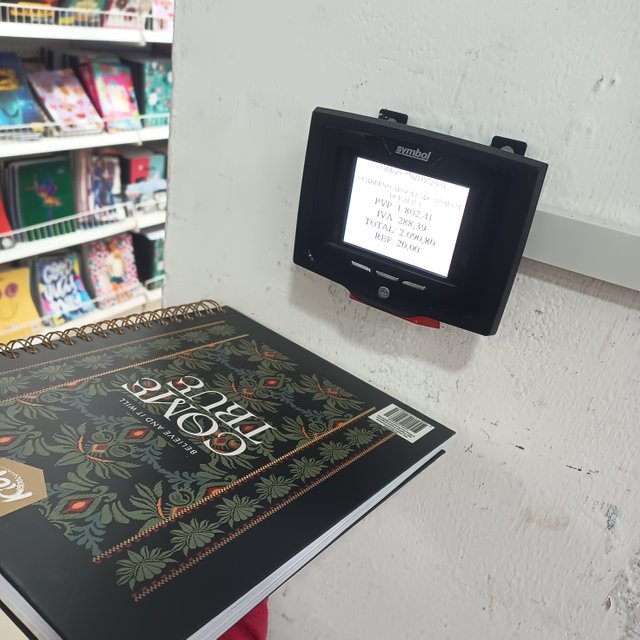 symbol
PVP 1.802,41
IVA 288,39
TOTAL 2.090,80
REF: 20,00
COME
TRUE
BELIEVE AND IT WILL
Kiut